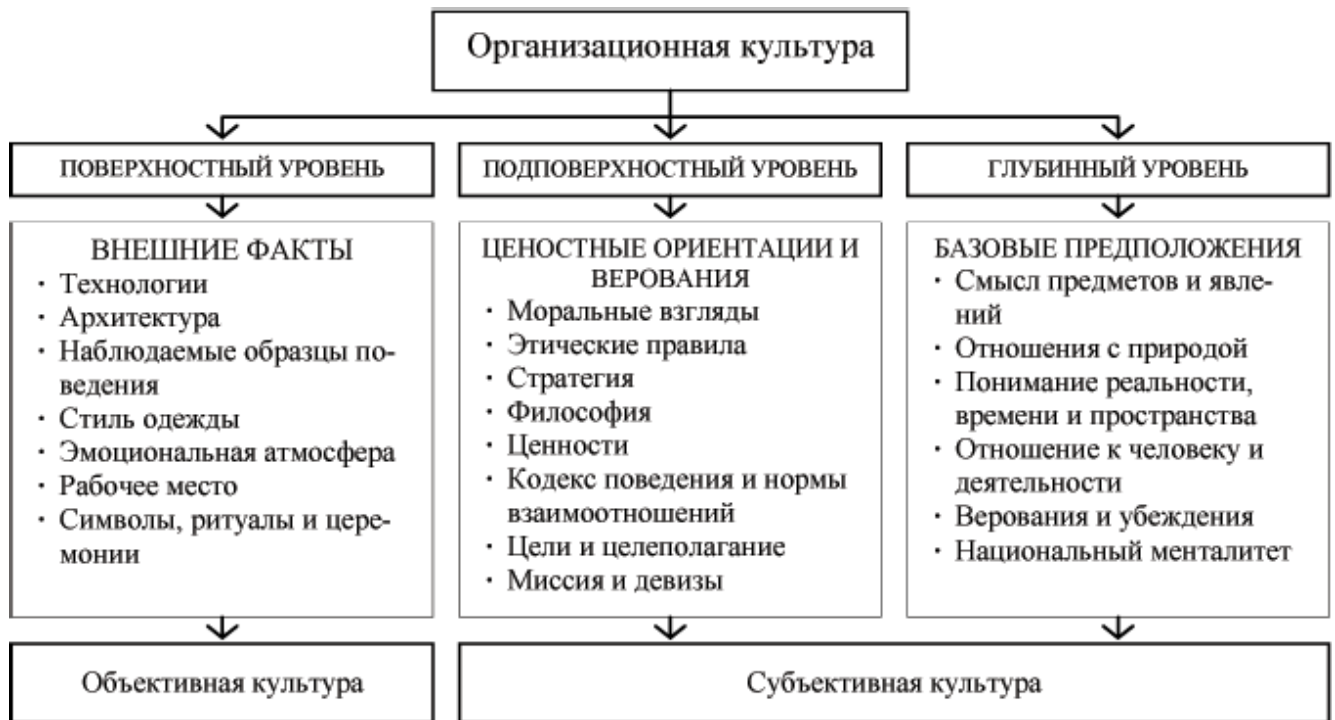 Организационная культура
ПОВЕРХНОСТНЫЙ УРОВЕНЬ
ПОДПОВЕРХНОСТНЫЙ УРОВЕНЬ
ГЛУБИННЫЙ УРОВЕНЬ
ВНЕШНИЕ ФАКТЫ
· Технологии
· Архитектура
· Наблюдаемые образцы по-
ведения
· Стиль одежды
· Эмоциональная атмосфера
· Рабочее место
· Символы, ритуалы и цере-
монии
ЦЕНОСТНЫЕ ОРИЕНТАЦИИ И
ВЕРОВАНИЯ
· Моральные взгляды
· Этические правила
· Стратегия
· Философия
· Ценности
· Кодекс поведения и нормы
взаимоотношений
· Цели и целеполагание
· Миссия и девизы
БАЗОВЫЕ ПРЕДПОЛОЖЕНИЯ
· Смысл предметов и явле-
ний
· Отношения с природой
· Понимание реальности,
времени и пространства
· Отношение к человеку и
деятельности
· Верования и убеждения
· Национальный менталитет
Объективная культура
Субъективная культура